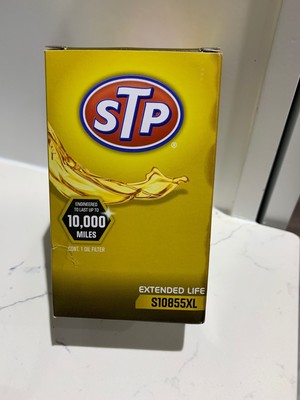 STP
®
ENGINEERED
TO LAST UP TO
10,000
MILES
CONT. 1 OIL FILTER
EXTENDED LIFE
S10855XL